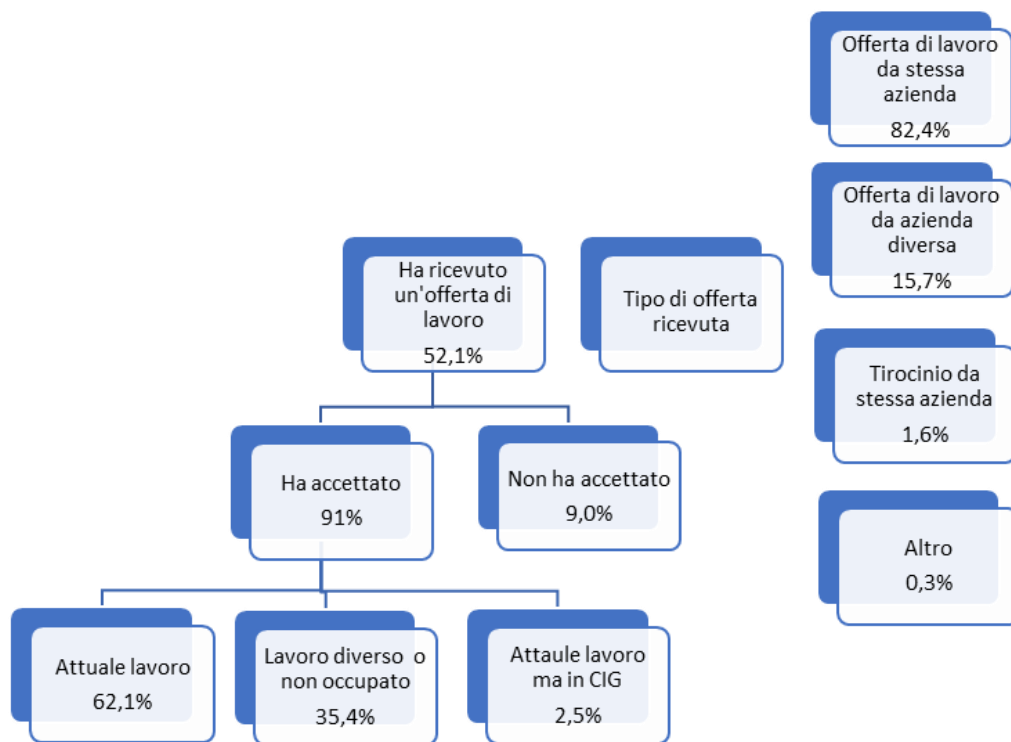 Offerta di lavoro
da stessa
azienda
82,4%
Offerta di lavoro
da azienda
diversa
15,7%
Ha ricevuto
un'offerta di
lavoro
52,1%
Tipo di offerta
ricevuta
Tirocinio da
stessa azienda
1,6%
Ha accettato
91%
Non ha accettato
9,0%
Altro
0,3%
Attuale lavoro
62,1%
Lavoro diverso o
non occupato
35,4%
Attaule lavoro
ma in CIG
2,5%